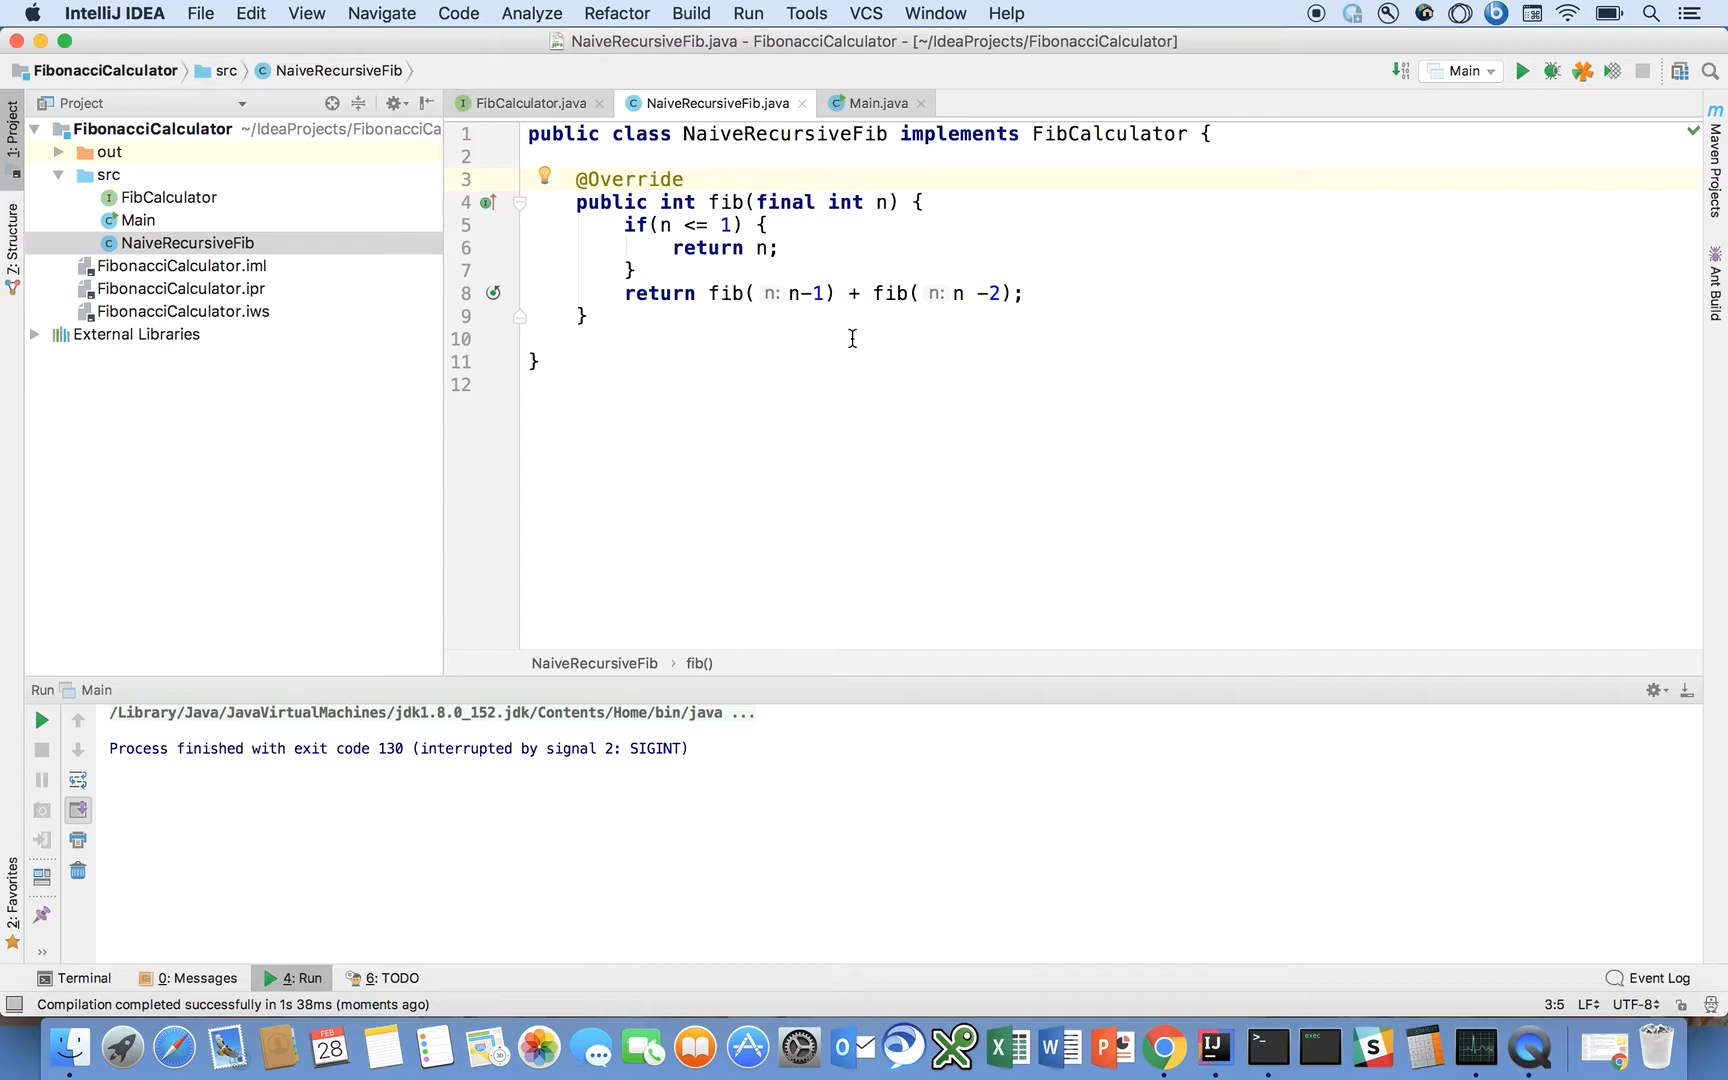 IntelliJ IDEA File Edit View Navigate Code Analyze Refactor Build Run Tools VCS Window Help
NaiveRecursiveFib.java - FibonacciCalculator - [~/IdeaProjects/FibonacciCalculator]
FibonacciCalculator src NaiveRecursiveFib Main
Project FibCalculator.java NaiveRecursiveFib.java Main.java
FibonacciCalculator ~/IdeaProjects/FibonacciCa
out
src
FibCalculator
Main
NaiveRecursiveFib
FibonacciCalculator.iml
FibonacciCalculator.ipr
FibonacciCalculator.iws
External Libraries
1 public class NaiveRecursiveFib implements FibCalculator {
2
3 @Override
4 public int fib(final int n) {
5 if(n <= 1) {
6 return n;
7 }
8 return fib( n: n-1) + fib( n: n -2);
9 }
10
11 }
12
1: Project
7: Structure
2: Favorites
Maven Projects
Ant Build
NaiveRecursiveFib › fib()
Run Main
/Library/Java/JavaVirtualMachines/jdk1.8.0_152.jdk/Contents/Home/bin/java ...
Process finished with exit code 130 (interrupted by signal 2: SIGINT)
Terminal 0: Messages 4: Run 6: TODO Event Log
Compilation completed successfully in 1s 38ms (moments ago) 3:5 LF UTF-8
FEB
28